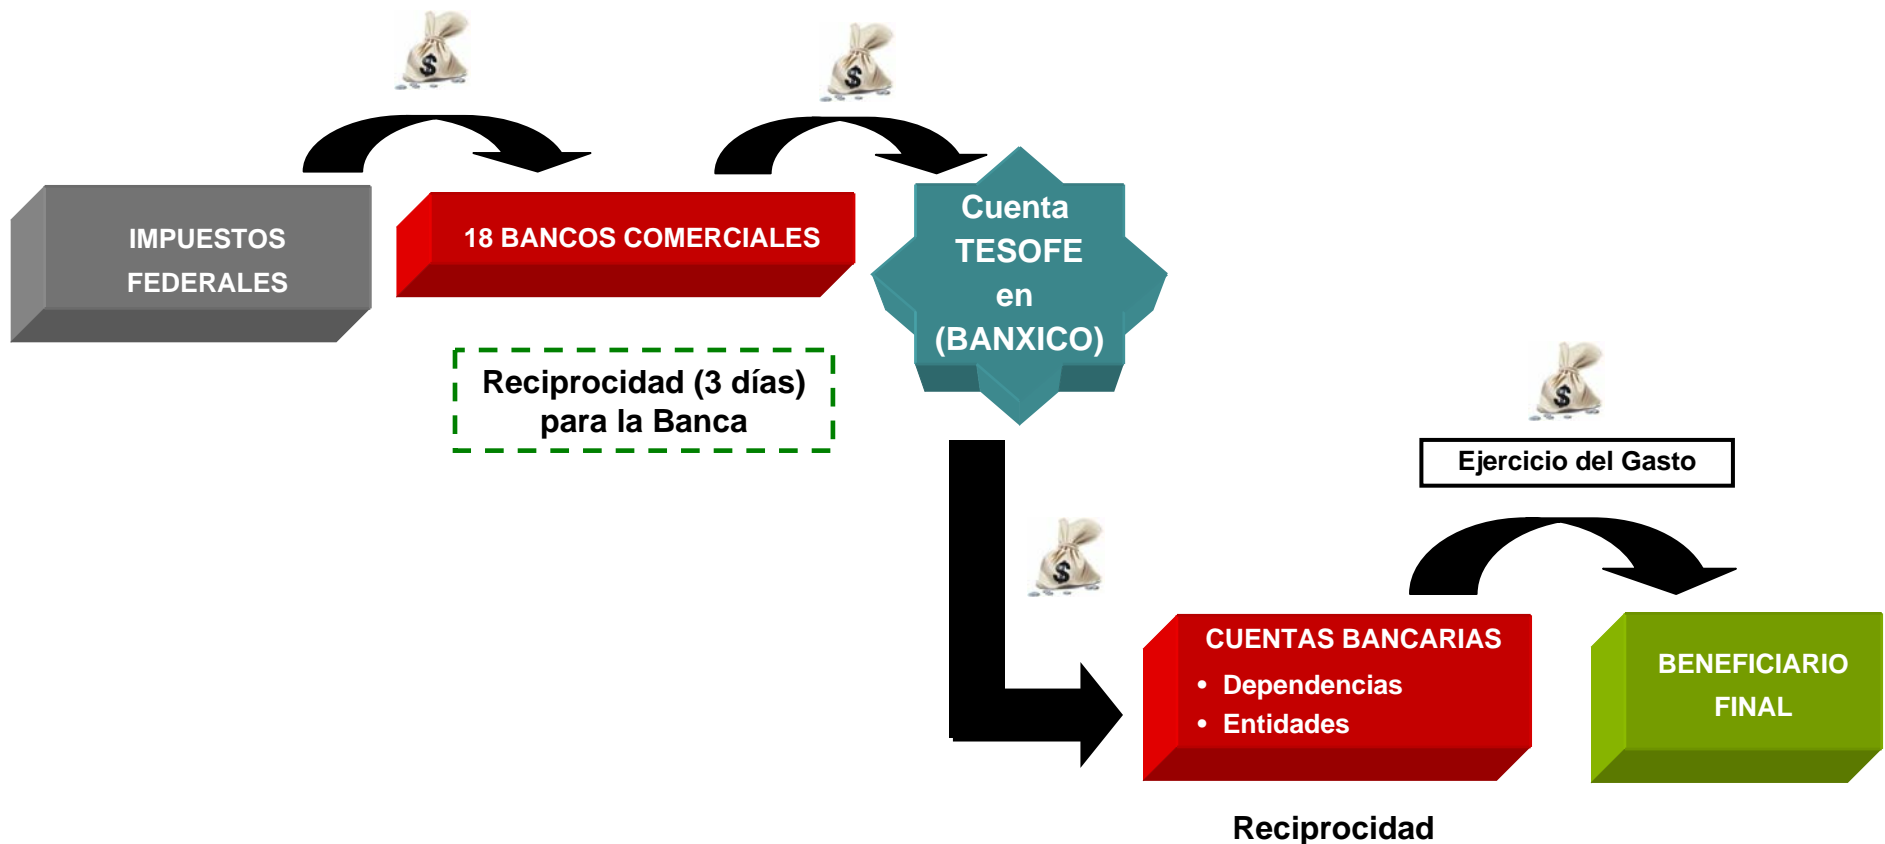 IMPUESTOS
FEDERALES
18 BANCOS COMERCIALES
Reciprocidad (3 días)
para la Banca
Cuenta
TESOFE
en
(BANXICO)
Ejercicio del Gasto
CUENTAS BANCARIAS
• Dependencias
• Entidades
Reciprocidad
BENEFICIARIO
FINAL
$
$
$
$